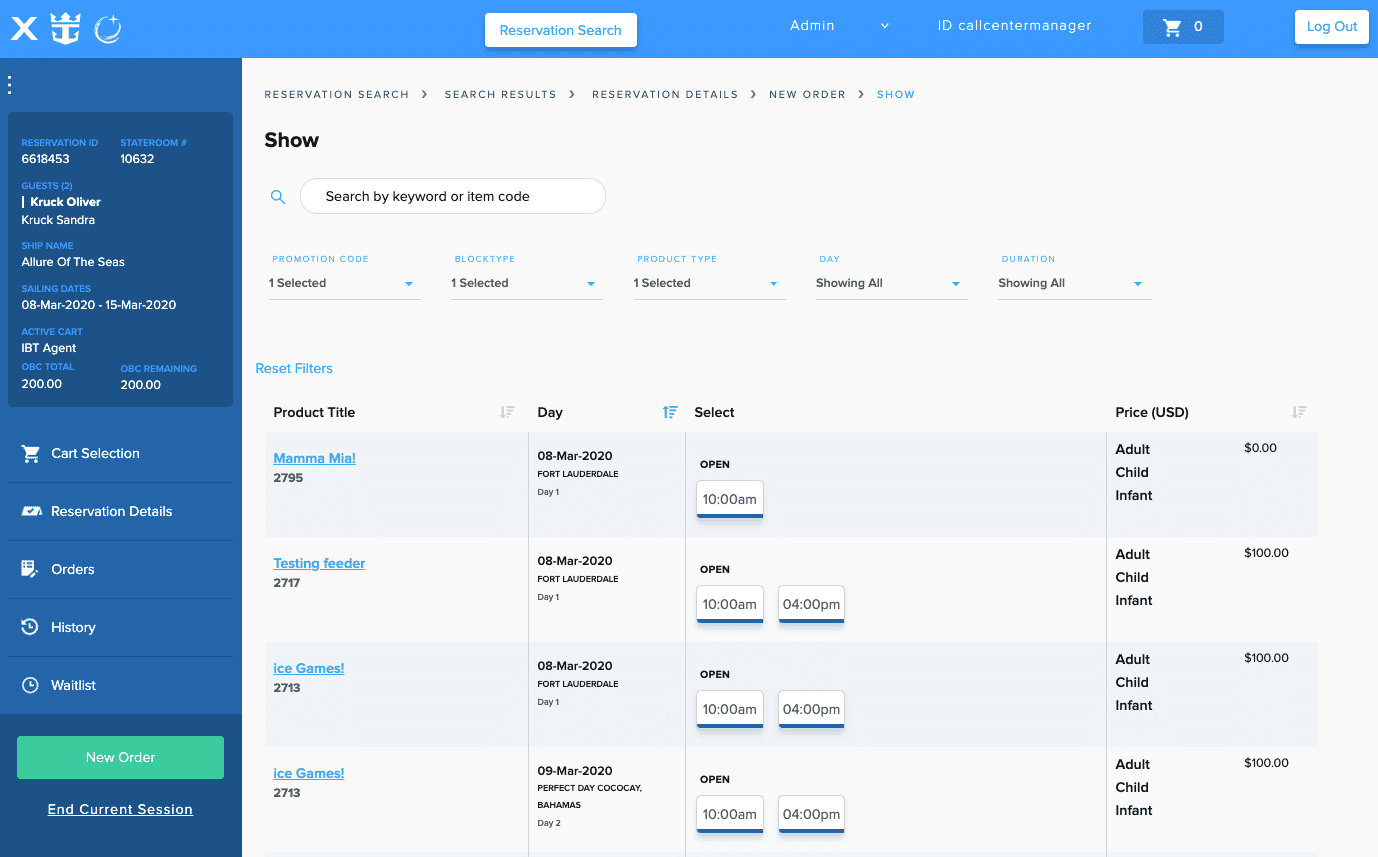 X
Reservation Search
Admin
ID callcentermanager
0
Log Out
RESERVATION ID STATEROOM #
6618453 10632
GUESTS (2)
Kruck Oliver
Kruck Sandra
SHIP NAME
Allure Of The Seas
SAILING DATES
08-Mar-2020 - 15-Mar-2020
ACTIVE CART
IBT Agent
OBC TOTAL OBC REMAINING
200.00 200.00
Cart Selection
Reservation Details
Orders
History
Waitlist
New Order
End Current Session
RESERVATION SEARCH > SEARCH RESULTS > RESERVATION DETAILS > NEW ORDER > SHOW
Show
Search by keyword or item code
PROMOTION CODE BLOCKTYPE PRODUCT TYPE DAY DURATION
1 Selected 1 Selected 1 Selected Showing All Showing All
Reset Filters
Product Title Day Select Price (USD)
Mamma Mia!
2795
08-Mar-2020
FORT LAUDERDALE
Day 1
OPEN
10:00am
Adult $0.00
Child
Infant
Testing feeder
2717
08-Mar-2020
FORT LAUDERDALE
Day 1
OPEN
10:00am 04:00pm
Adult $100.00
Child
Infant
ice Games!
2713
08-Mar-2020
FORT LAUDERDALE
Day 1
OPEN
10:00am 04:00pm
Adult $100.00
Child
Infant
ice Games!
2713
09-Mar-2020
PERFECT DAY COCOCAY,
BAHAMAS
Day 2
OPEN
10:00am 04:00pm
Adult $100.00
Child
Infant